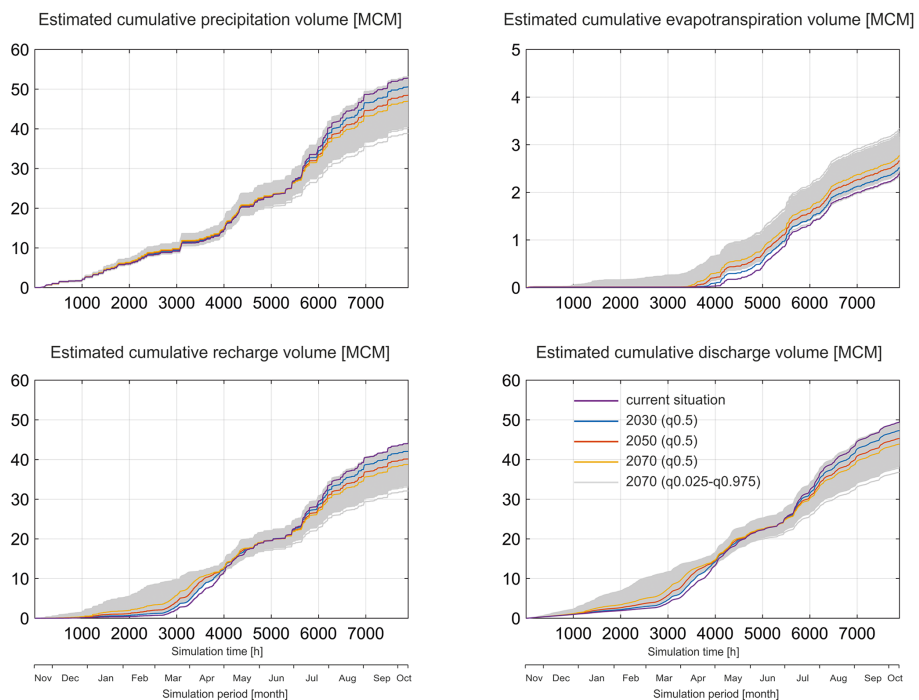 Estimated cumulative precipitation volume [MCM]
60
50
40
30
20
10
0
1000 2000 3000 4000 5000 6000 7000
Estimated cumulative evapotranspiration volume [MCM]
5
4
3
2
1
0
1000 2000 3000 4000 5000 6000 7000
Estimated cumulative recharge volume [MCM]
60
50
40
30
20
10
0
1000 2000 3000 4000 5000 6000 7000
Simulation time [h]
Nov Dec Jan Feb Mar Apr May Jun Jul Aug Sep Oct
Simulation period [month]
Estimated cumulative discharge volume [MCM]
60
50
40
30
20
10
0
current situation
2030 (q0.5)
2050 (q0.5)
2070 (q0.5)
2070 (q0.025-q0.975)
1000 2000 3000 4000 5000 6000 7000
Simulation time [h]
Nov Dec Jan Feb Mar Apr May Jun Jul Aug Sep Oct
Simulation period [month]